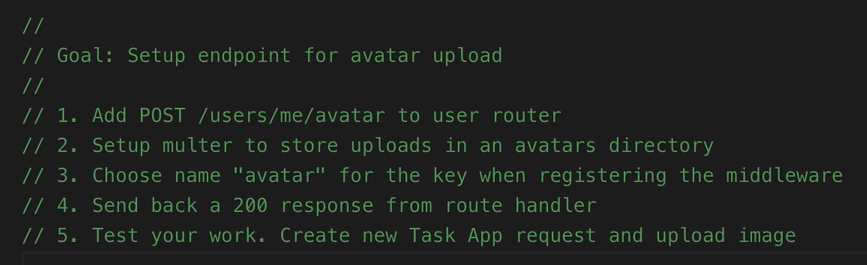 //
// Goal: Setup endpoint for avatar upload
//
// 1. Add POST /users/me/avatar to user router
// 2. Setup multer to store uploads in an avatars directory
// 3. Choose name "avatar" for the key when registering the middleware
// 4. Send back a 200 response from route handler
// 5. Test your work. Create new Task App request and upload image